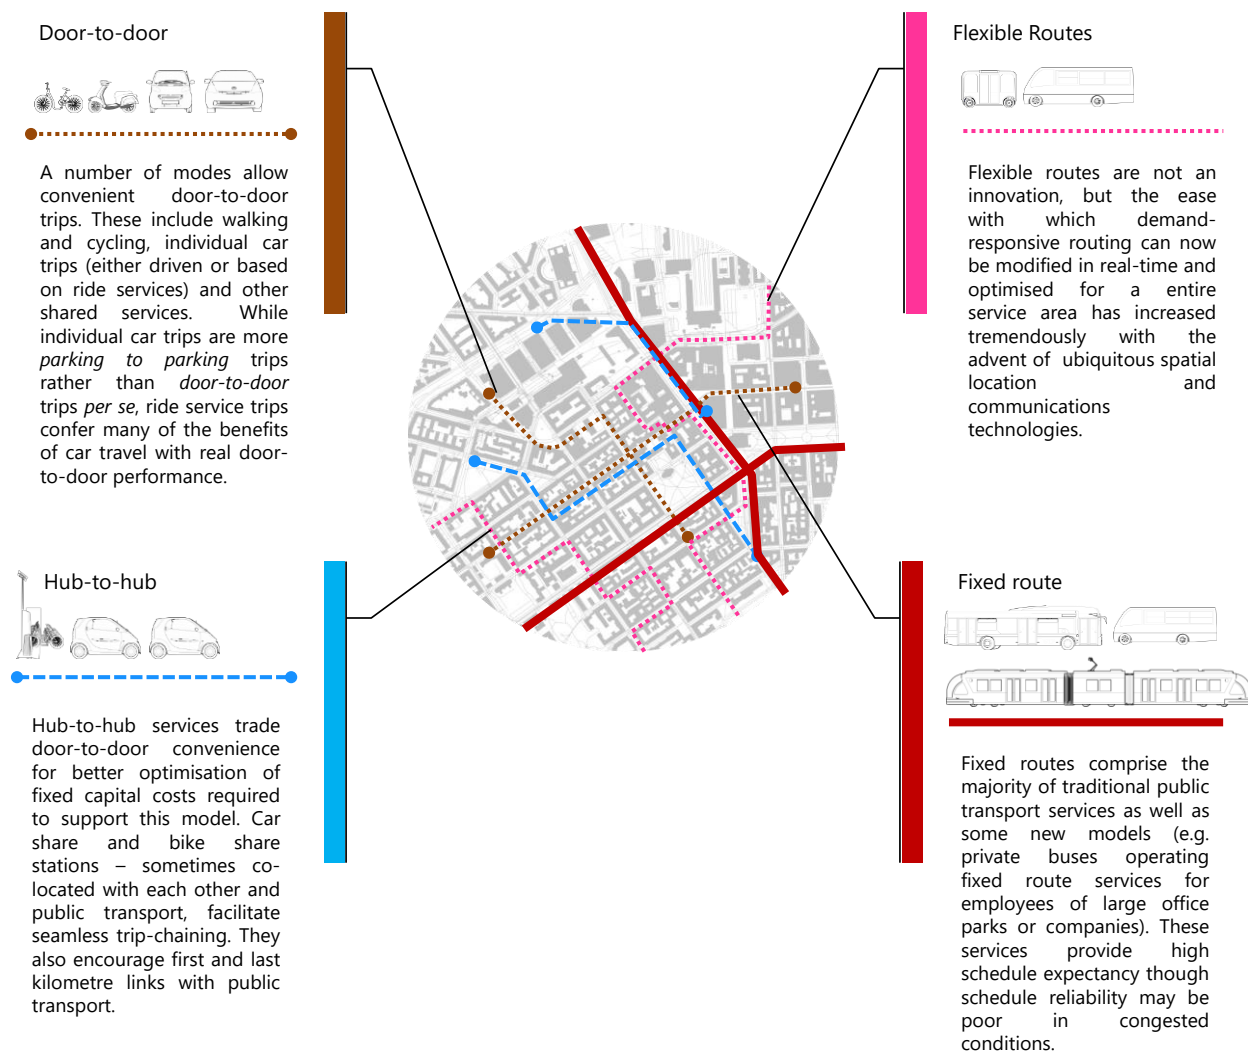 Door-to-door
A number of modes allow
convenient door-to-door
trips. These include walking
and cycling, individual car
trips (either driven or based
on ride services) and other
shared services. While
individual car trips are more
parking to parking trips
rather than door-to-door
trips per se, ride service trips
confer many of the benefits
of car travel with real door-
to-door performance.
Flexible Routes
Flexible routes are not an
innovation, but the ease
with which demand-
responsive routing can now
be modified in real-time and
optimised for a entire
service area has increased
tremendously with the
advent of ubiquitous spatial
location and
communications
technologies.
Hub-to-hub
Hub-to-hub services trade
door-to-door convenience
for better optimisation of
fixed capital costs required
to support this model. Car
share and bike share
stations – sometimes co-
located with each other and
public transport, facilitate
seamless trip-chaining. They
also encourage first and last
kilometre links with public
transport.
Fixed route
Fixed routes comprise the
majority of traditional public
transport services as well as
some new models (e.g.
private buses operating
fixed route services for
employees of large office
parks or companies). These
services provide high
schedule expectancy though
schedule reliability may be
poor in congested
conditions.